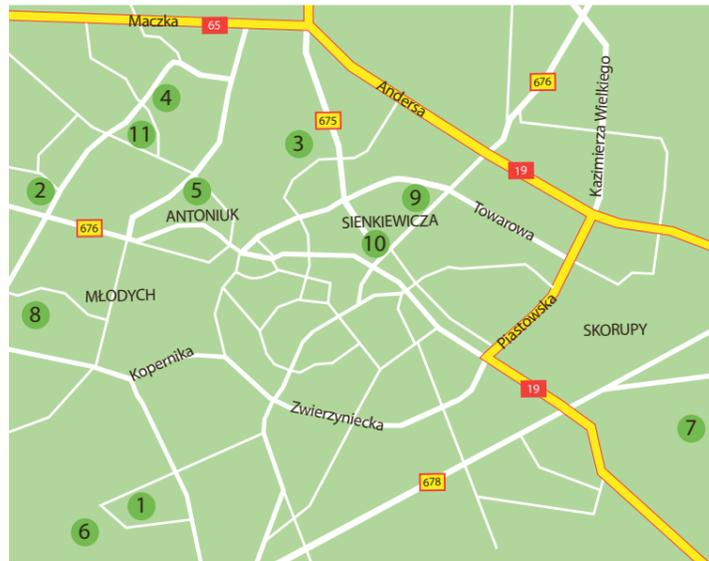 Maczka
65
Andersa
676
Kazimierza Wielkiego
4
675
11
3
19
2
5
9
ANTONIUK
SIENKIEWICZA
Towarowa
676
10
MŁODYCH
8
Piastowska
SKORUPY
Kopernika
19
Zwierzyniecka
7
678
1
6